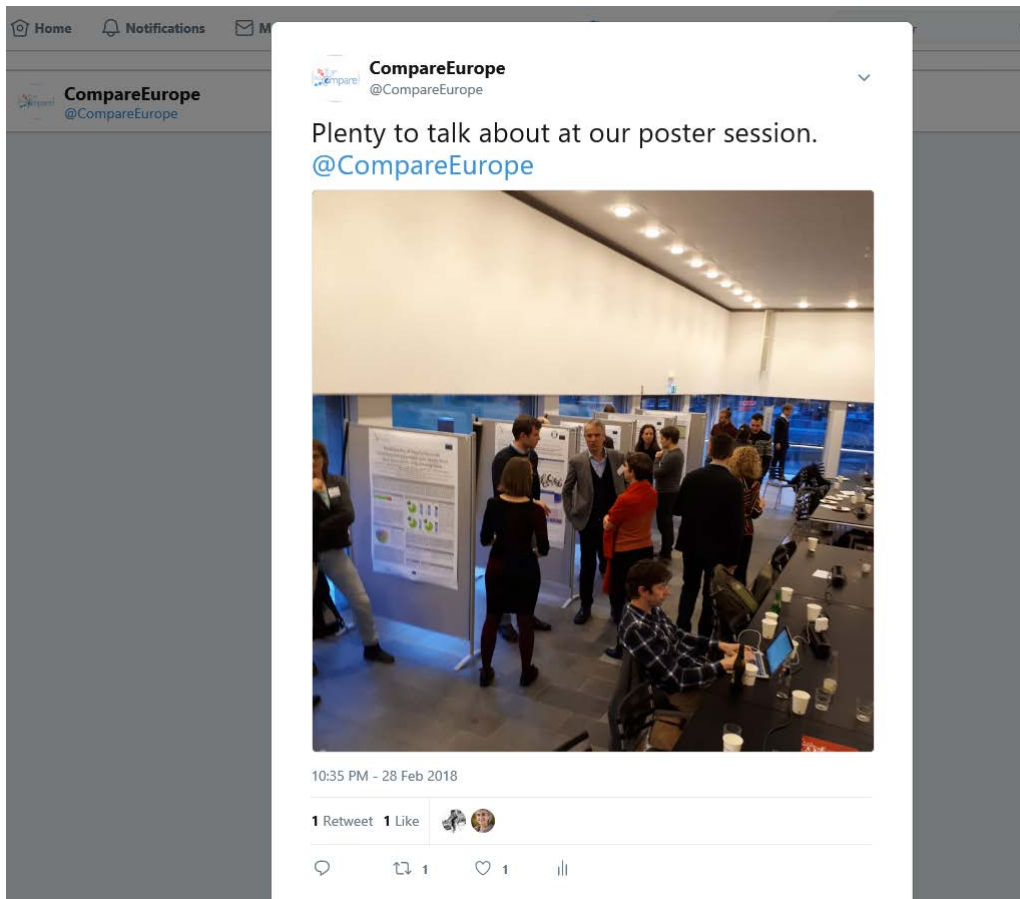 Home Notifications
CompareEurope
@CompareEurope
CompareEurope
@CompareEurope
Plenty to talk about at our poster session.
@CompareEurope
10:35 PM - 28 Feb 2018
1 Retweet 1 Like
1 1